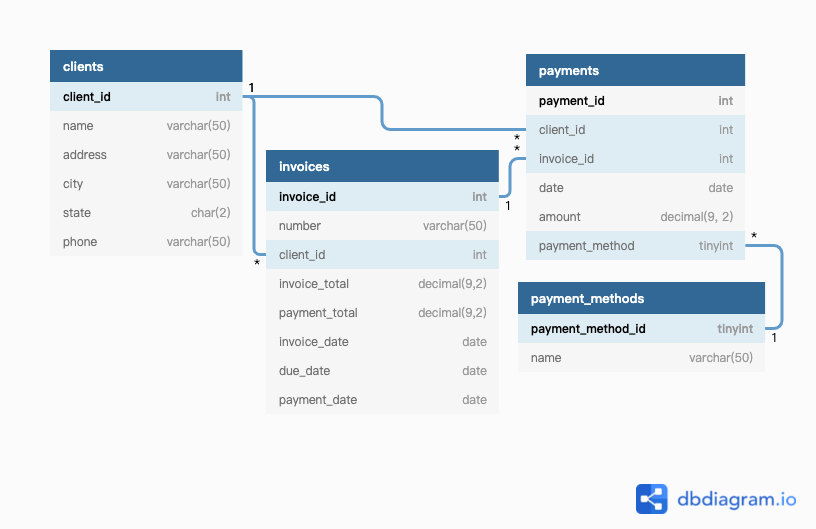 clients
client_id int
name varchar(50)
address varchar(50)
city varchar(50)
state char(2)
phone varchar(50)
1
*
invoices
invoice_id int
number varchar(50)
client_id int
invoice_total decimal(9,2)
payment_total decimal(9,2)
invoice_date date
due_date date
payment_date date
1
*
*
payments
payment_id int
client_id int
invoice_id int
date date
amount decimal(9, 2)
payment_method tinyint
*
payment_methods
payment_method_id tinyint
name varchar(50)
1
dbdiagram.io